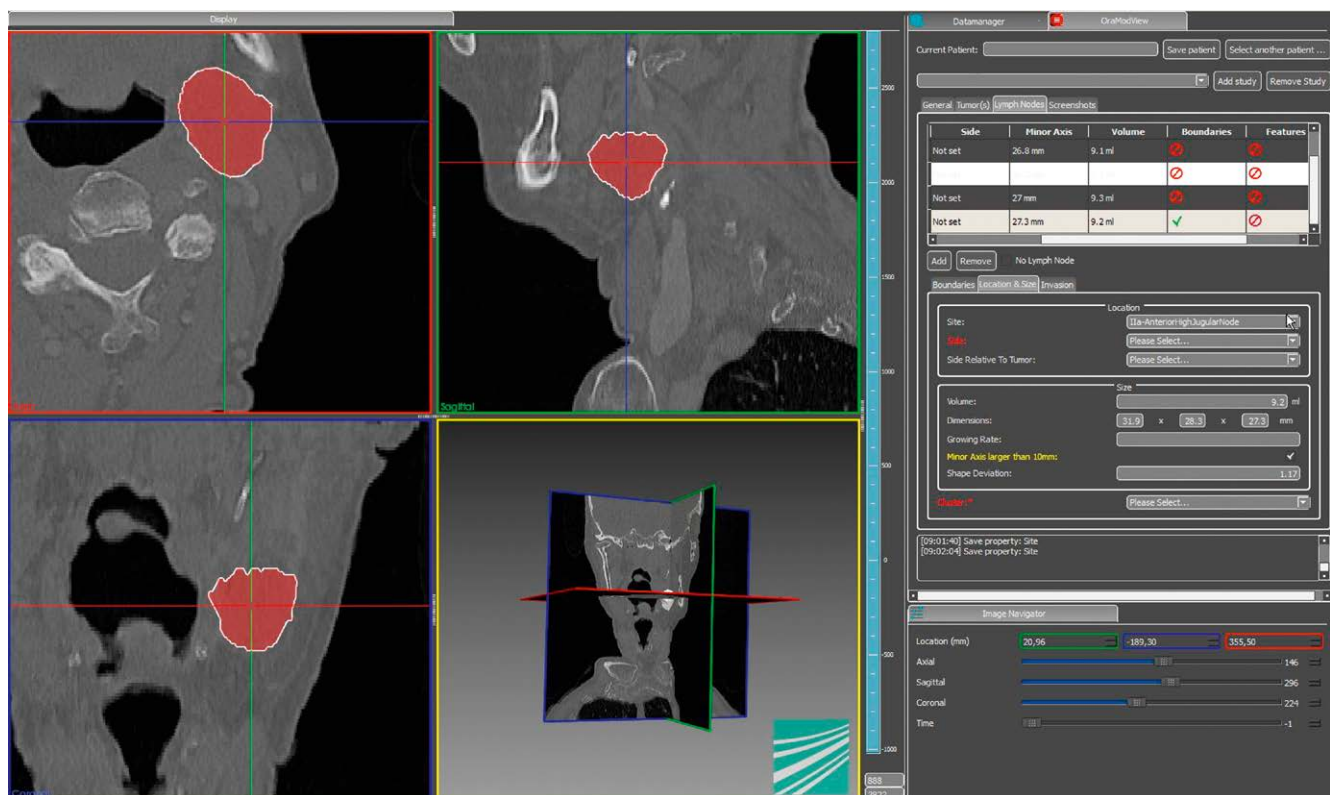 Display
Sagittal
2500
2000
1500
1000
500
0
-500
-1000
888
Datamanager
OraModView
Current Patient: Save patient Select another patient ...
Add study Remove Study
General Tumor(s) Lymph Nodes Screenshots
Side Minor Axis Volume Boundaries Features
Not set 26.8 mm 9.1 ml
Not set 27 mm 9.3 ml
Not set 27.3 mm 9.2 ml
Add Remove No Lymph Node
Boundaries Location & Size Invasion
Location
Site: IIa-AnteriorHighJugularNode
Side: Please Select...
Side Relative To Tumor: Please Select...
Size
Volume: 9.2 ml
Dimensions: 31.9 x 28.3 x 27.3 mm
Growing Rate:
Minor Axis larger than 10mm:
Shape Deviation: 1.17
Cluster:* Please Select...
[09:01:40] Save property: Site
[09:02:04] Save property: Site
Image Navigator
Location (mm) 20,96 -189,30 355,50
Axial 146
Sagittal 296
Coronal 224
Time -1